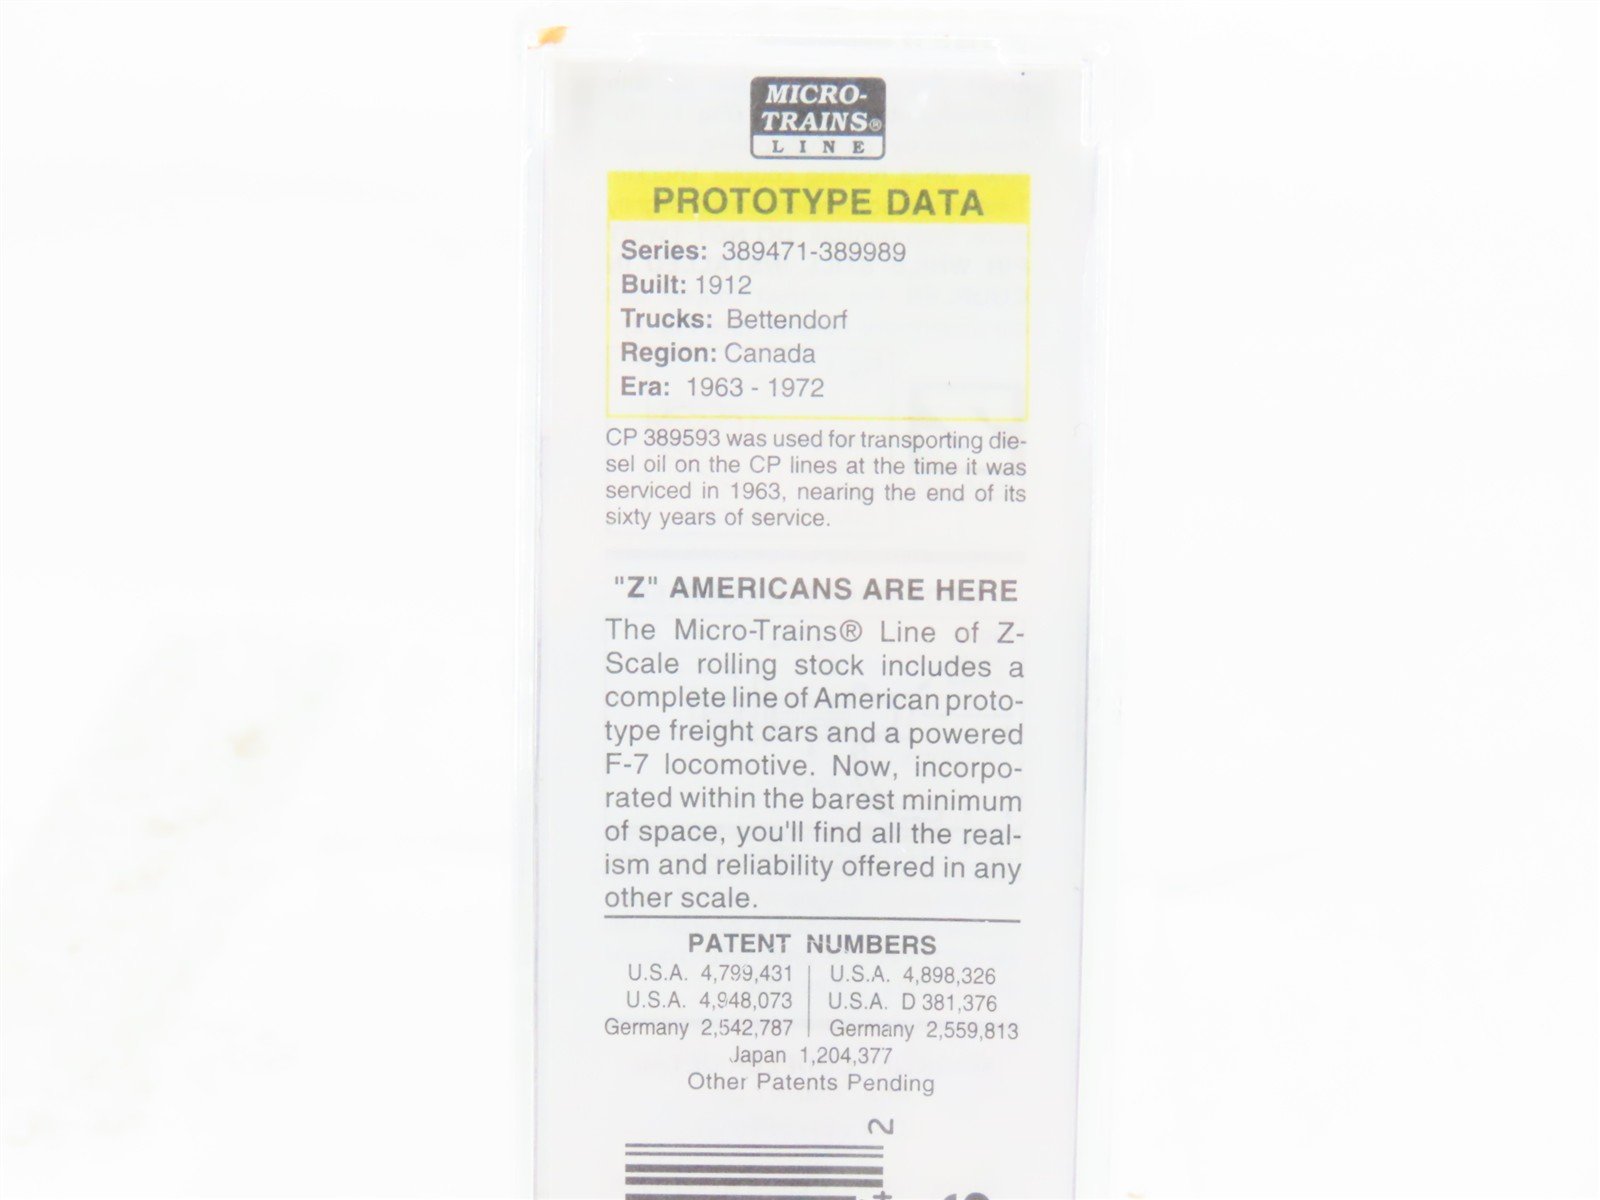 MICRO-
TRAINS®
LINE
PROTOTYPE DATA
Series: 389471-389989
Built: 1912
Trucks: Bettendorf
Region: Canada
Era: 1963 - 1972
CP 389593 was used for transporting die-
sel oil on the CP lines at the time it was
serviced in 1963, nearing the end of its
sixty years of service.
"Z" AMERICANS ARE HERE
The Micro-Trains® Line of Z-
Scale rolling stock includes a
complete line of American proto-
type freight cars and a powered
F-7 locomotive. Now, incorpo-
rated within the barest minimum
of space, you'll find all the real-
ism and reliability offered in any
other scale.
PATENT NUMBERS
U.S.A. 4,799,431 | U.S.A. 4,898,326
U.S.A. 4,948,073 | U.S.A. D 381,376
Germany 2,542,787 | Germany 2,559,813
Japan 1,204,377
Other Patents Pending
2